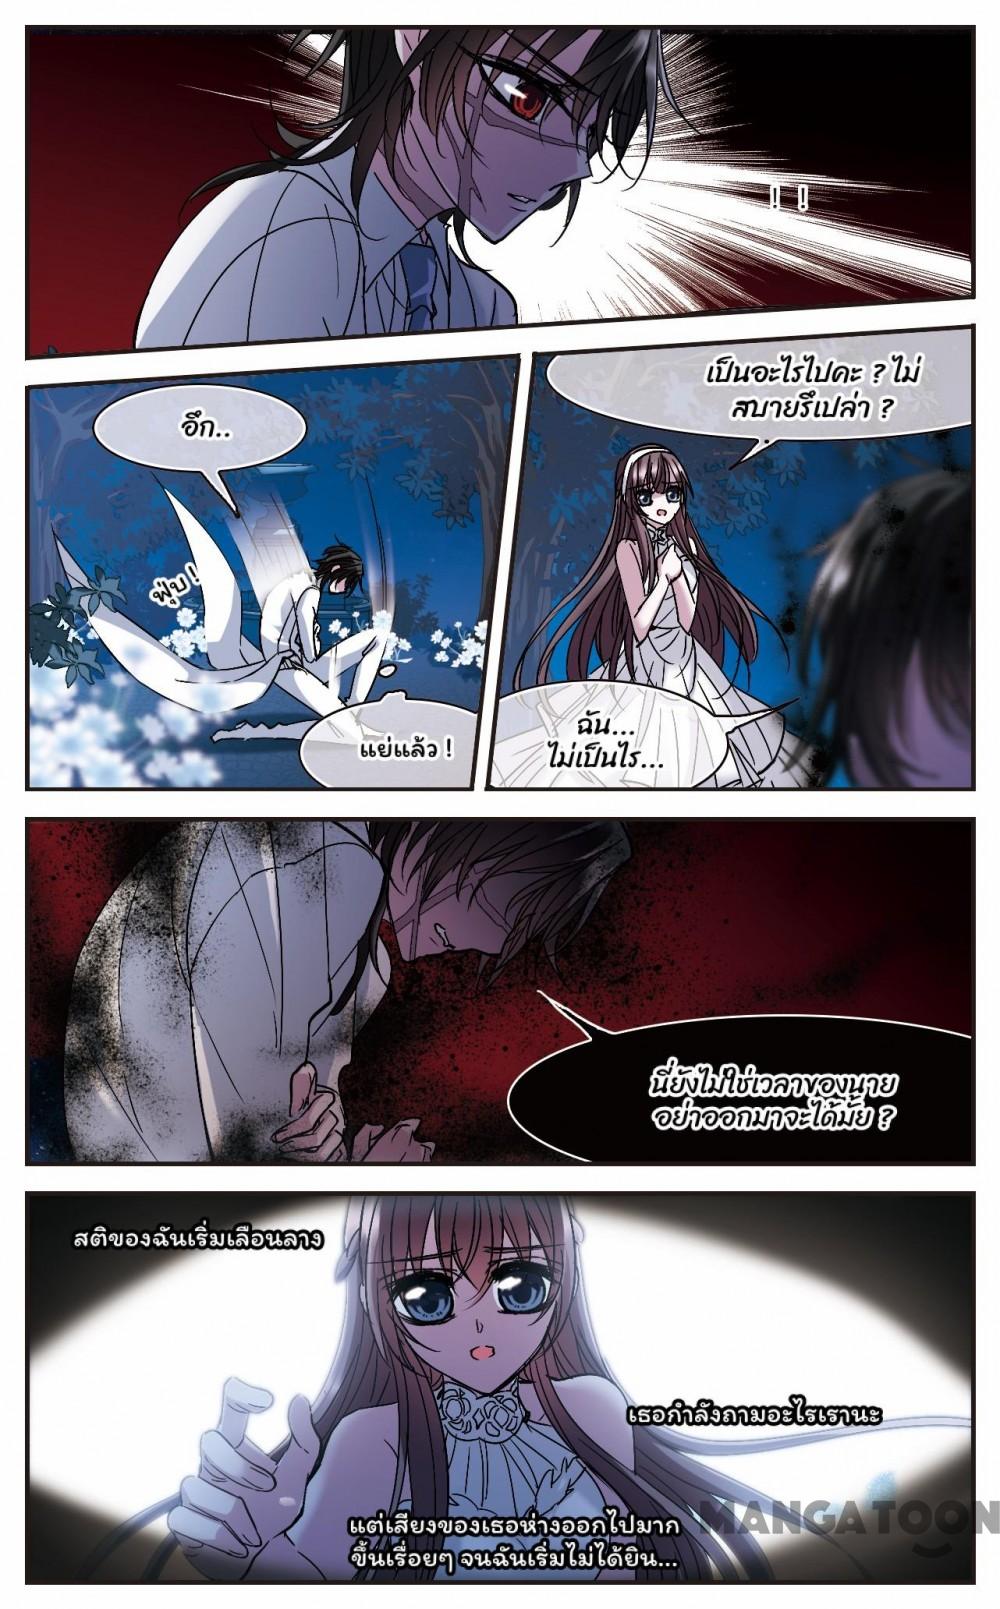 ! !
อึก..
ฟุ่บ !
แย่แล้ว !
เป็นอะไรไปคะ ? ไม่
สบายรึเปล่า ?
ฉัน...
ไม่เป็นไร...
นี่ยังไม่ใช่เวลาของนาย
อย่าออกมาจะได้มั้ย ?
สติของฉันเริ่มเลือนลาง
เธอกำลังถามอะไรเรานะ
แต่เสียงของเธอห่างออกไปมาก
ขึ้นเรื่อยๆ จนฉันเริ่มไม่ได้ยิน...
MANGATOON